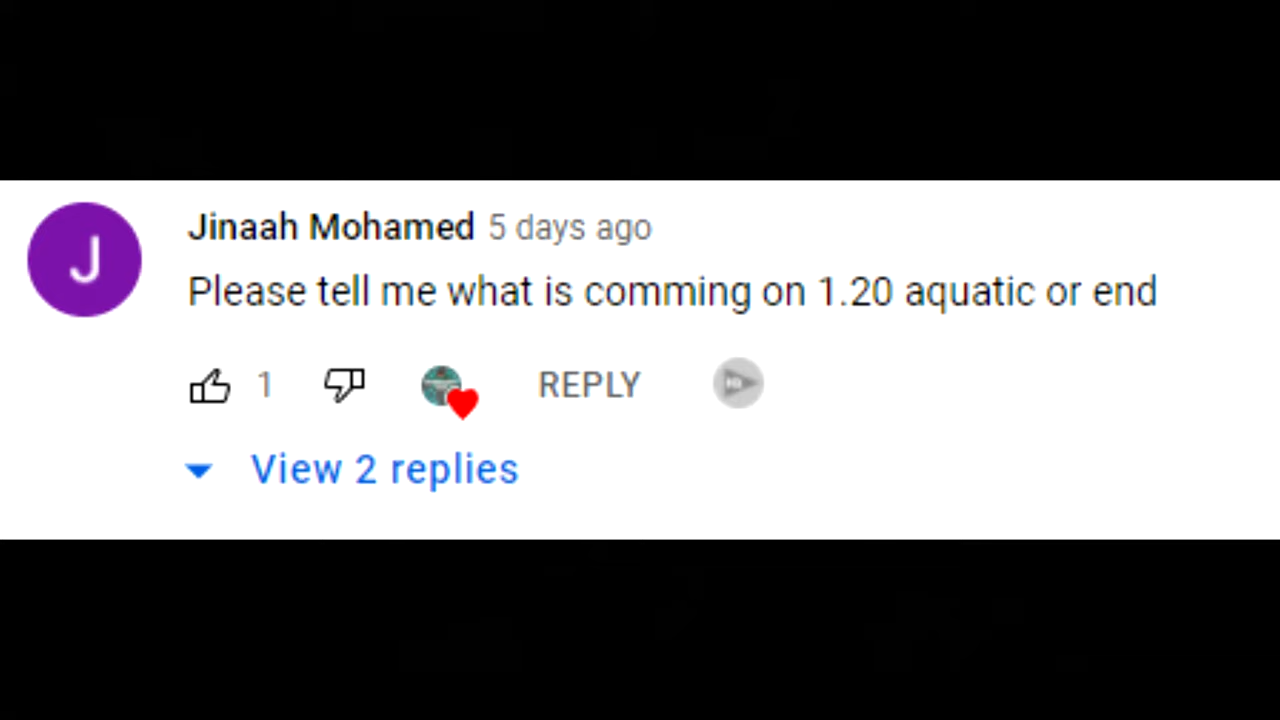 J
Jinaah Mohamed 5 days ago
Please tell me what is comming on 1.20 aquatic or end
1
REPLY
View 2 replies